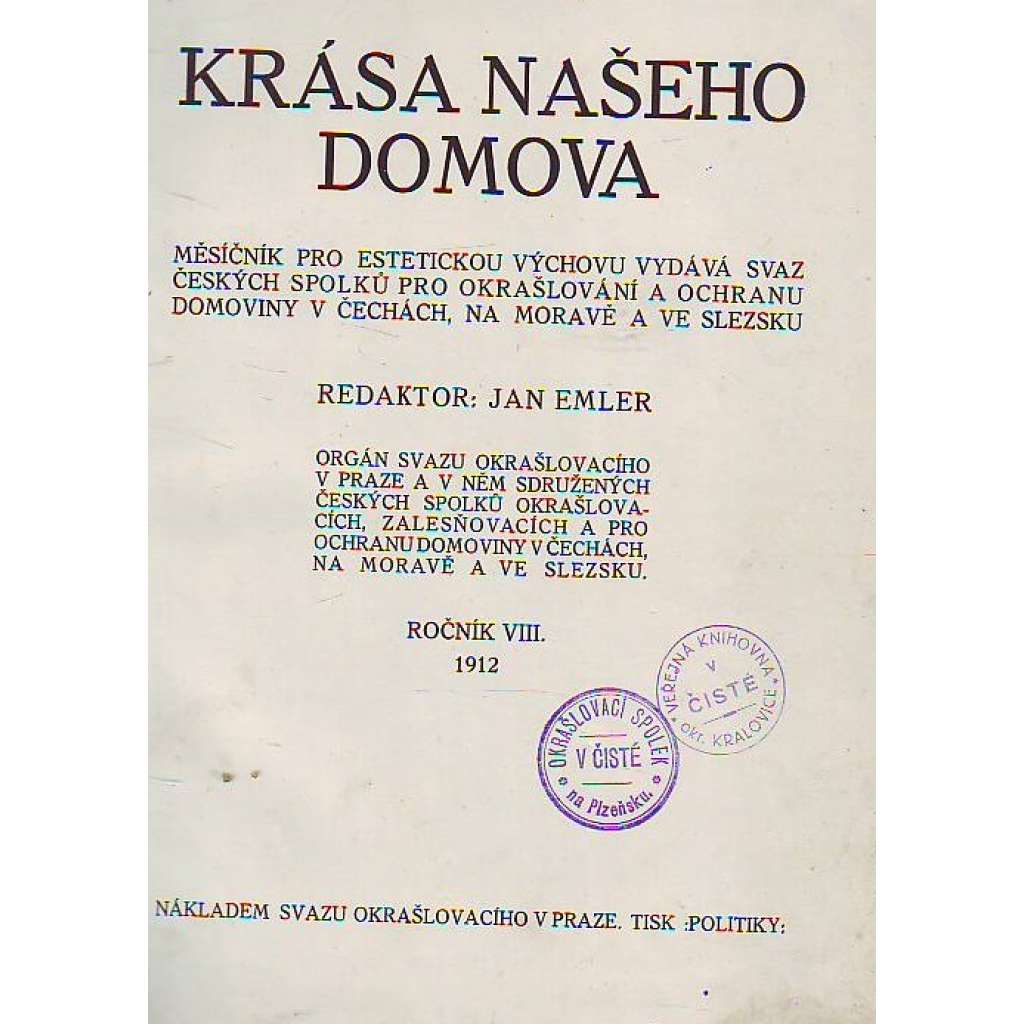 KRÁSA NAŠEHO
DOMOVA
MĚSÍČNÍK PRO ESTETICKOU VÝCHOVU VYDÁVÁ SVAZ
ČESKÝCH SPOLKŮ PRO OKRAŠLOVÁNÍ A OCHRANU
DOMOVINY V ČECHÁCH, NA MORAVĚ A VE SLEZSKU
REDAKTOR: JAN EMLER
ORGÁN SVAZU OKRAŠLOVACÍHO
V PRAZE A V NĚM SDRUŽENÝCH
ČESKÝCH SPOLKŮ OKRAŠLOVA-
CÍCH, ZALESŇOVACÍCH A PRO
OCHRANU DOMOVINY V ČECHÁCH,
NA MORAVĚ A VE SLEZSKU.
ROČNÍK VIII.
1912
VEŘEJNÁ KNIHOVNA
v
ČISTÉ
okr. KRALOVICE
OKRAŠLOVACÍ SPOLEK
V ČISTÉ
na Plzeňsku.
NÁKLADEM SVAZU OKRAŠLOVACÍHO V PRAZE. TISK :POLITIKY: